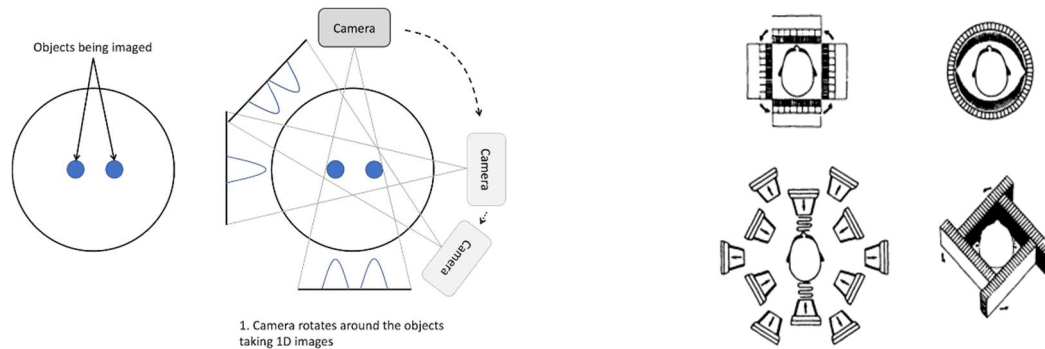 Objects being imaged
Camera
Camera
Camera
1. Camera rotates around the objects
taking 1D images